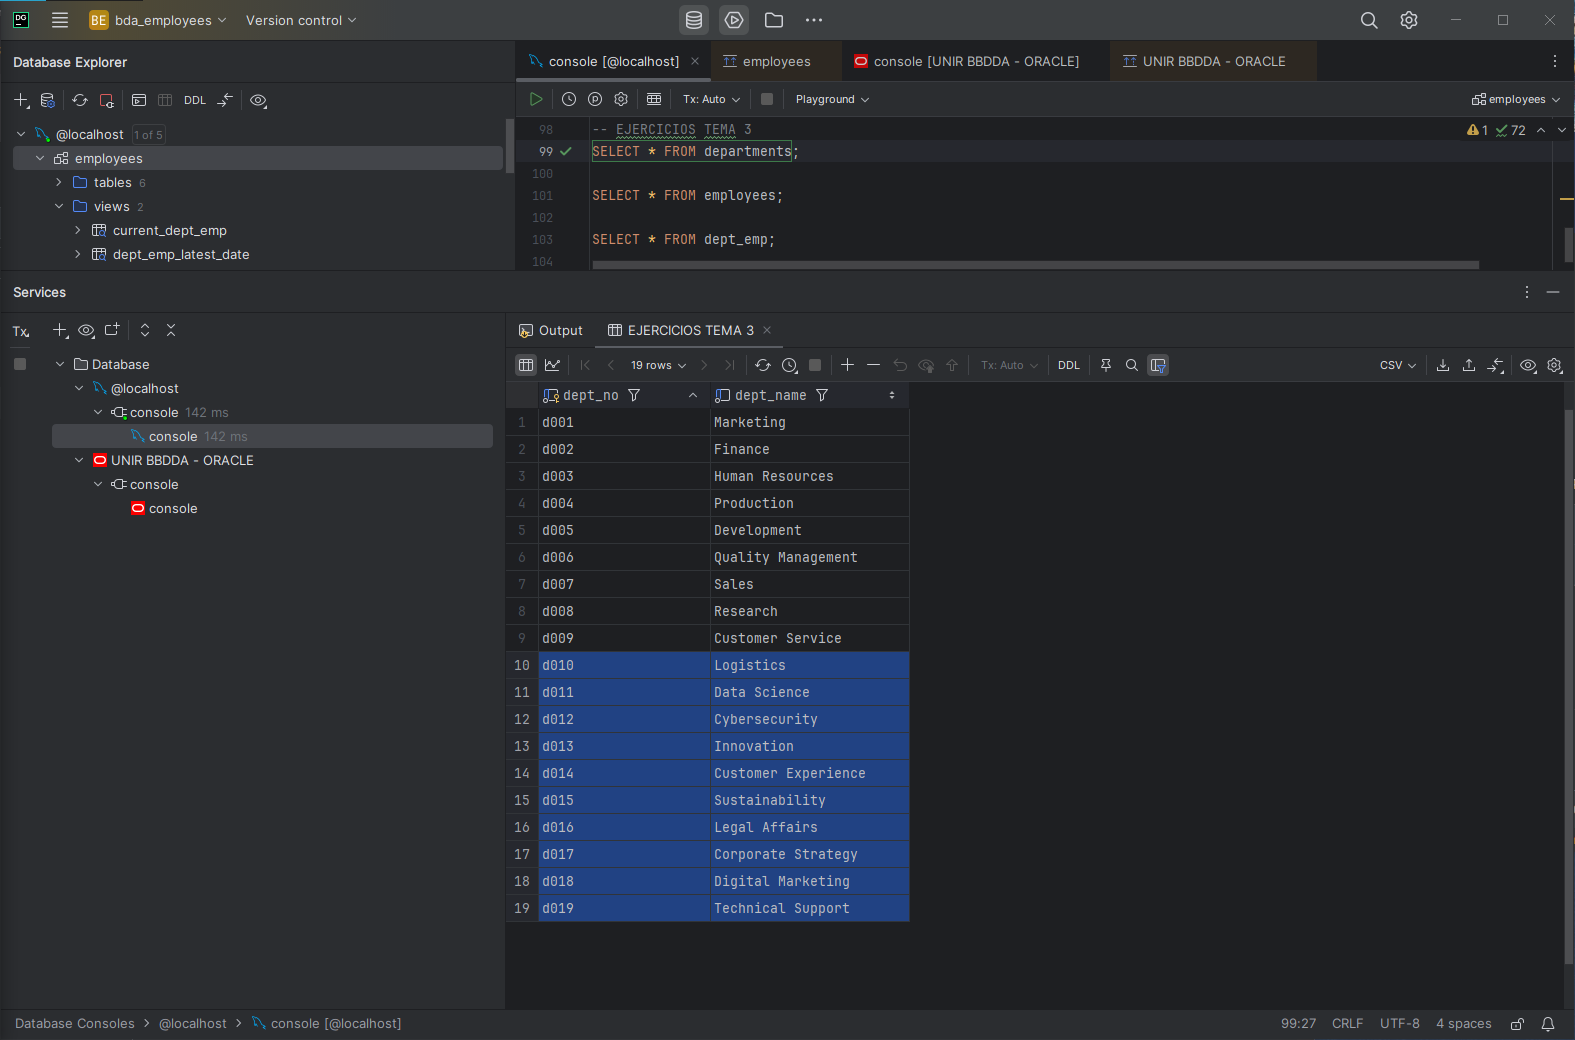 DG BE bda_employees Version control
Database Explorer
console [@localhost] employees console [UNIR BBDDA - ORACLE] UNIR BBDDA - ORACLE
DDL
Tx: Auto Playground employees
@localhost 1 of 5
employees
tables 6
views 2
current_dept_emp
dept_emp_latest_date
98 -- EJERCICIOS TEMA 3
1 72
99 SELECT * FROM departments;
100
101 SELECT * FROM employees;
102
103 SELECT * FROM dept_emp;
104
Services
Tx
Database
@localhost
console 142 ms
console 142 ms
UNIR BBDDA - ORACLE
console
console
Output EJERCICIOS TEMA 3
19 rows Tx: Auto DDL CSV
dept_no dept_name
1 d001 Marketing
2 d002 Finance
3 d003 Human Resources
4 d004 Production
5 d005 Development
6 d006 Quality Management
7 d007 Sales
8 d008 Research
9 d009 Customer Service
10 d010 Logistics
11 d011 Data Science
12 d012 Cybersecurity
13 d013 Innovation
14 d014 Customer Experience
15 d015 Sustainability
16 d016 Legal Affairs
17 d017 Corporate Strategy
18 d018 Digital Marketing
19 d019 Technical Support
Database Consoles > @localhost > console [@localhost] 99:27 CRLF UTF-8 4 spaces